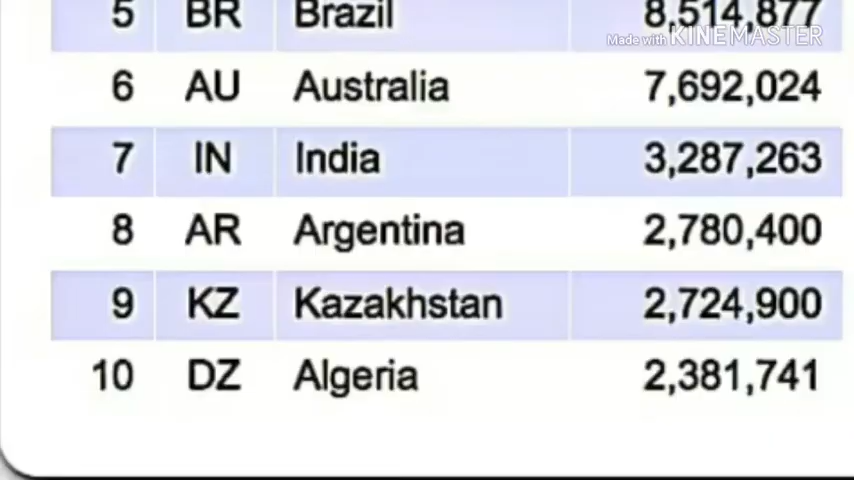 5 BR Brazil 8,514,877
Made with KINEMASTER
6 AU Australia 7,692,024
7 IN India 3,287,263
8 AR Argentina 2,780,400
9 KZ Kazakhstan 2,724,900
10 DZ Algeria 2,381,741